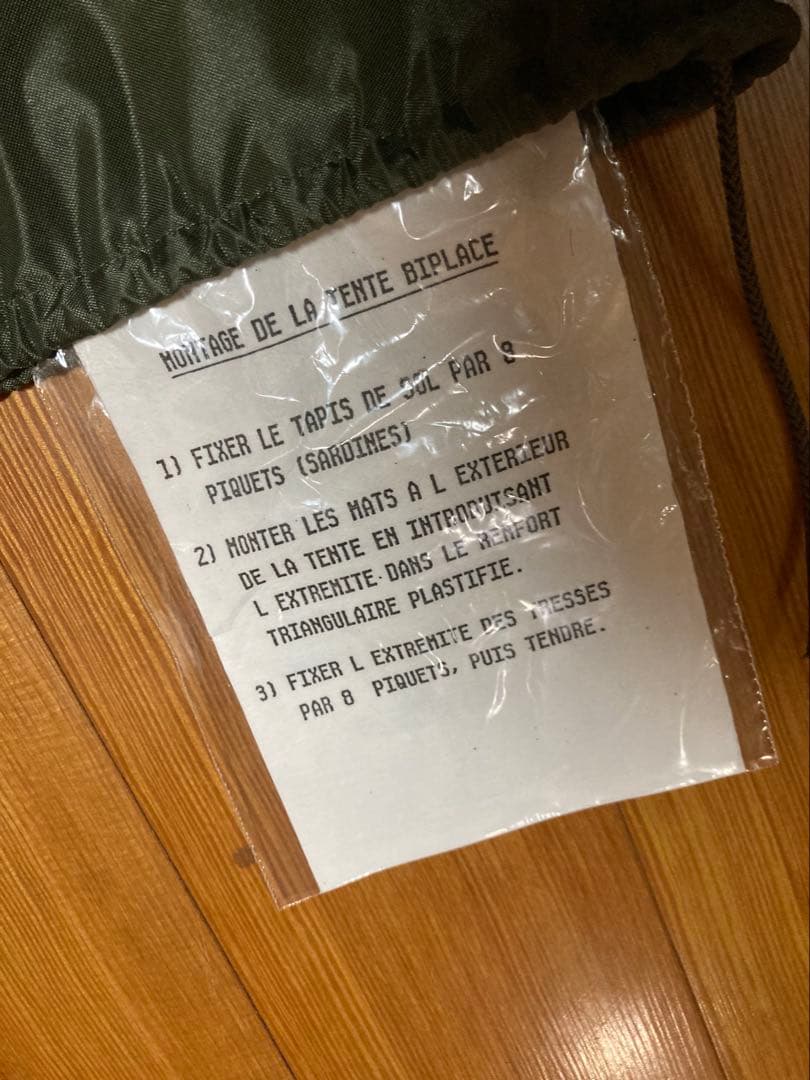 MONTAGE DE LA TENTE BIPLACE
1) FIXER LE TAPIS DE SOL PAR 8
PIQUETS (SARDINES)
2) MONTER LES MATS A L EXTERIEUR
DE LA TENTE EN INTRODUISANT
L EXTREMITE.DANS LE RENFORT
TRIANGULAIRE PLASTIFIE.
3) FIXER L EXTREMITE DES TRESSES
PAR 8 PIQUETS, PUIS TENDRE.